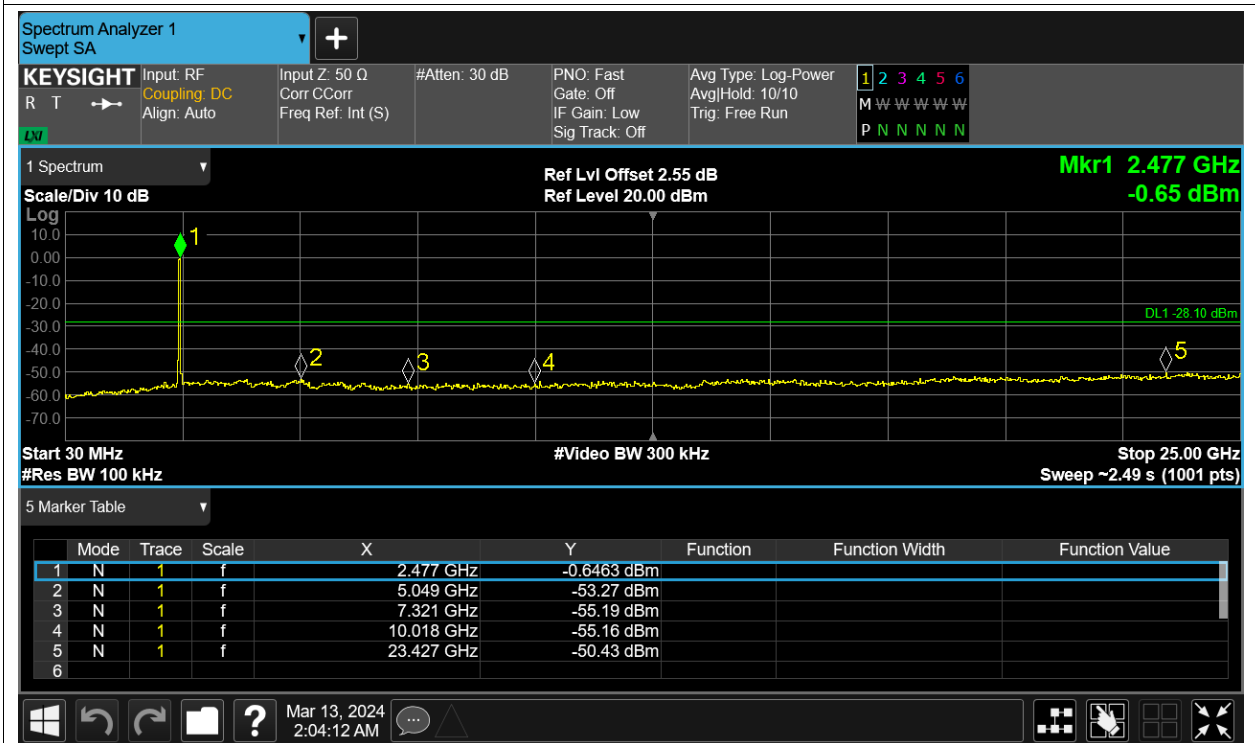 Spectrum Analyzer 1
Swept SA
KEYSIGHT
R T
LXI
Input: RF
Coupling: DC
Align: Auto
Input Z: 50 Ω
Corr CCorr
Freq Ref: Int (S)
#Atten: 30 dB
PNO: Fast
Gate: Off
IF Gain: Low
Sig Track: Off
Avg Type: Log-Power
Avg|Hold: 10/10
Trig: Free Run
1 2 3 4 5 6
M W W W W W
P N N N N N
1 Spectrum
Scale/Div 10 dB
Ref Lvl Offset 2.55 dB
Ref Level 20.00 dBm
Mkr1 2.477 GHz
-0.65 dBm
Log
10.0
0.00
-10.0
-20.0
-30.0
-40.0
-50.0
-60.0
-70.0
1
2
3
4
5
DL1 -28.10 dBm
Start 30 MHz
#Video BW 300 kHz
Stop 25.00 GHz
#Res BW 100 kHz
Sweep ~2.49 s (1001 pts)
5 Marker Table
Mode Trace Scale X Y Function Function Width Function Value
1 N 1 f 2.477 GHz -0.6463 dBm
2 N 1 f 5.049 GHz -53.27 dBm
3 N 1 f 7.321 GHz -55.19 dBm
4 N 1 f 10.018 GHz -55.16 dBm
5 N 1 f 23.427 GHz -50.43 dBm
6
?
Mar 13, 2024
2:04:12 AM